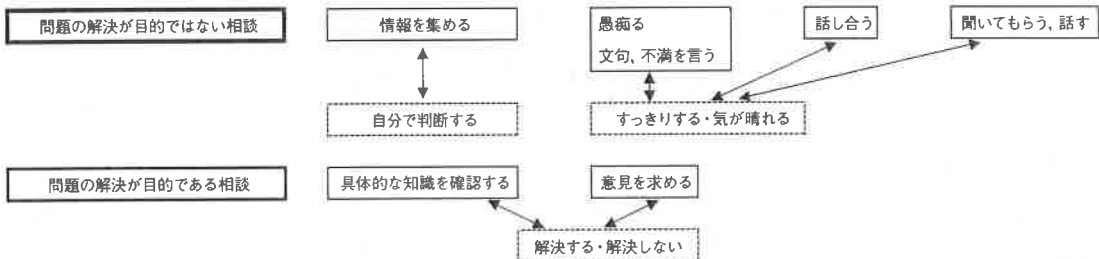 問題の解決が目的ではない相談
情報を集める
愚痴る
文句, 不満を言う
話し合う
聞いてもらう, 話す
自分で判断する
すっきりする・気が晴れる
問題の解決が目的である相談
具体的な知識を確認する
意見を求める
解決する・解決しない